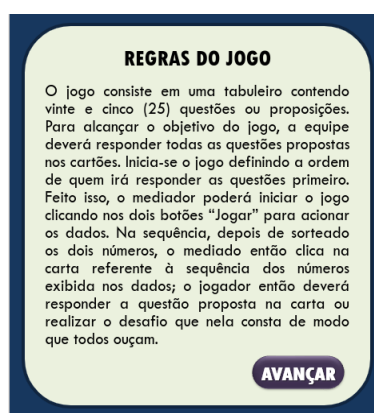 REGRAS DO JOGO
O jogo consiste em uma tabuleiro contendo
vinte e cinco (25) questões ou proposições.
Para alcançar o objetivo do jogo, a equipe
deverá responder todas as questões propostas
nos cartões. Inicia-se o jogo definindo a ordem
de quem irá responder as questões primeiro.
Feito isso, o mediador poderá iniciar o jogo
clicando nos dois botões “Jogar” para acionar
os dados. Na sequência, depois de sorteado
os dois números, o mediado então clica na
carta referente à sequência dos números
exibida nos dados; o jogador então deverá
responder a questão proposta na carta ou
realizar o desafio que nela consta de modo
que todos ouçam.
AVANÇAR